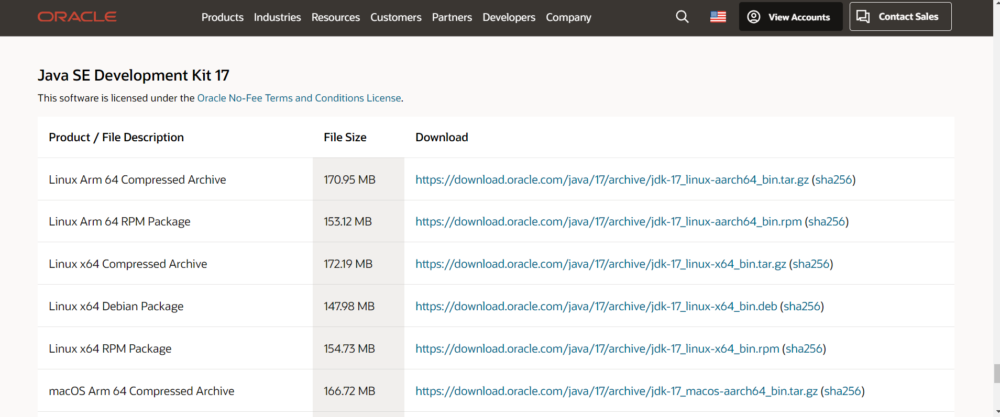 ORACLE Products Industries Resources Customers Partners Developers Company View Accounts Contact Sales
Java SE Development Kit 17
This software is licensed under the Oracle No-Fee Terms and Conditions License.
Product / File Description File Size Download
Linux Arm 64 Compressed Archive 170.95 MB https://download.oracle.com/java/17/archive/jdk-17_linux-aarch64_bin.tar.gz (sha256)
Linux Arm 64 RPM Package 153.12 MB https://download.oracle.com/java/17/archive/jdk-17_linux-aarch64_bin.rpm (sha256)
Linux x64 Compressed Archive 172.19 MB https://download.oracle.com/java/17/archive/jdk-17_linux-x64_bin.tar.gz (sha256)
Linux x64 Debian Package 147.98 MB https://download.oracle.com/java/17/archive/jdk-17_linux-x64_bin.deb (sha256)
Linux x64 RPM Package 154.73 MB https://download.oracle.com/java/17/archive/jdk-17_linux-x64_bin.rpm (sha256)
macOS Arm 64 Compressed Archive 166.72 MB https://download.oracle.com/java/17/archive/jdk-17_macos-aarch64_bin.tar.gz (sha256)